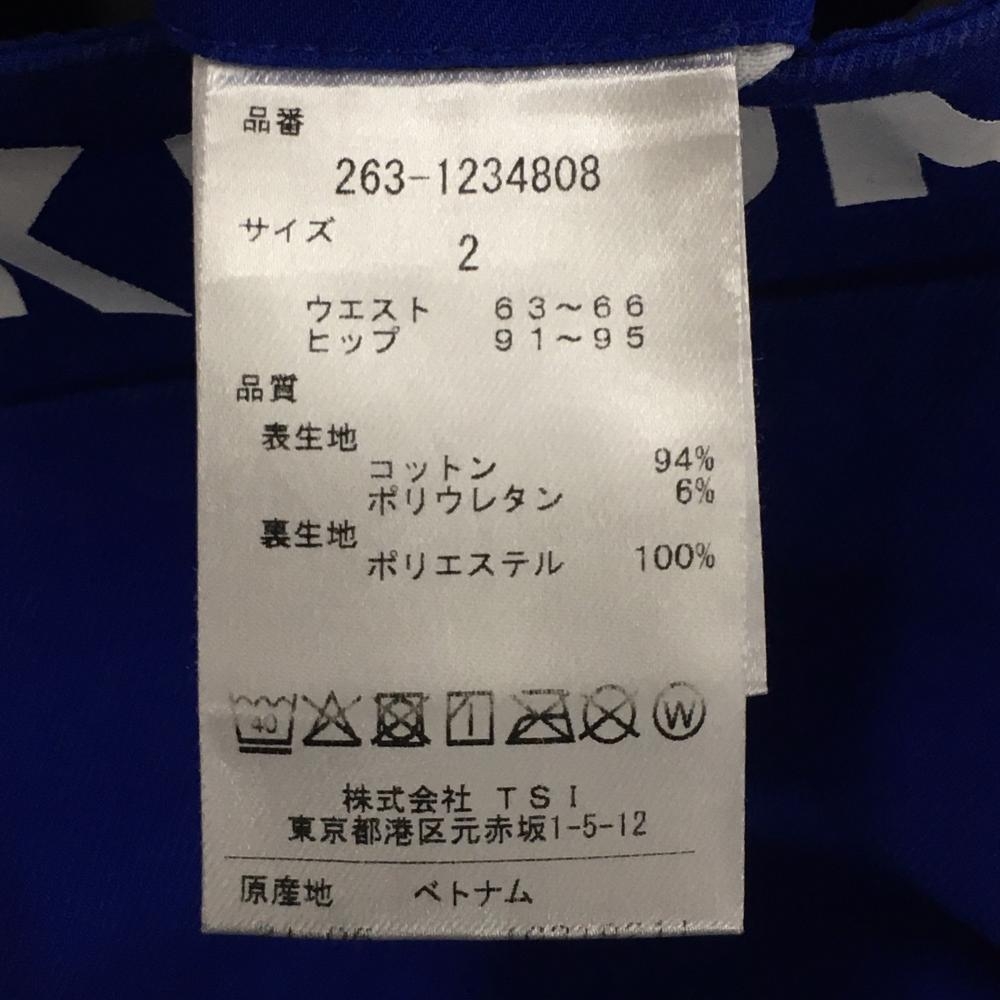 品番
263-1234808
サイズ
2
ウエスト 63～66
ヒップ 91～95
品質
表生地
コットン 94%
ポリウレタン 6%
裏生地
ポリエステル 100%
40
W
株式会社 TSI
東京都港区元赤坂1-5-12
原産地 ベトナム